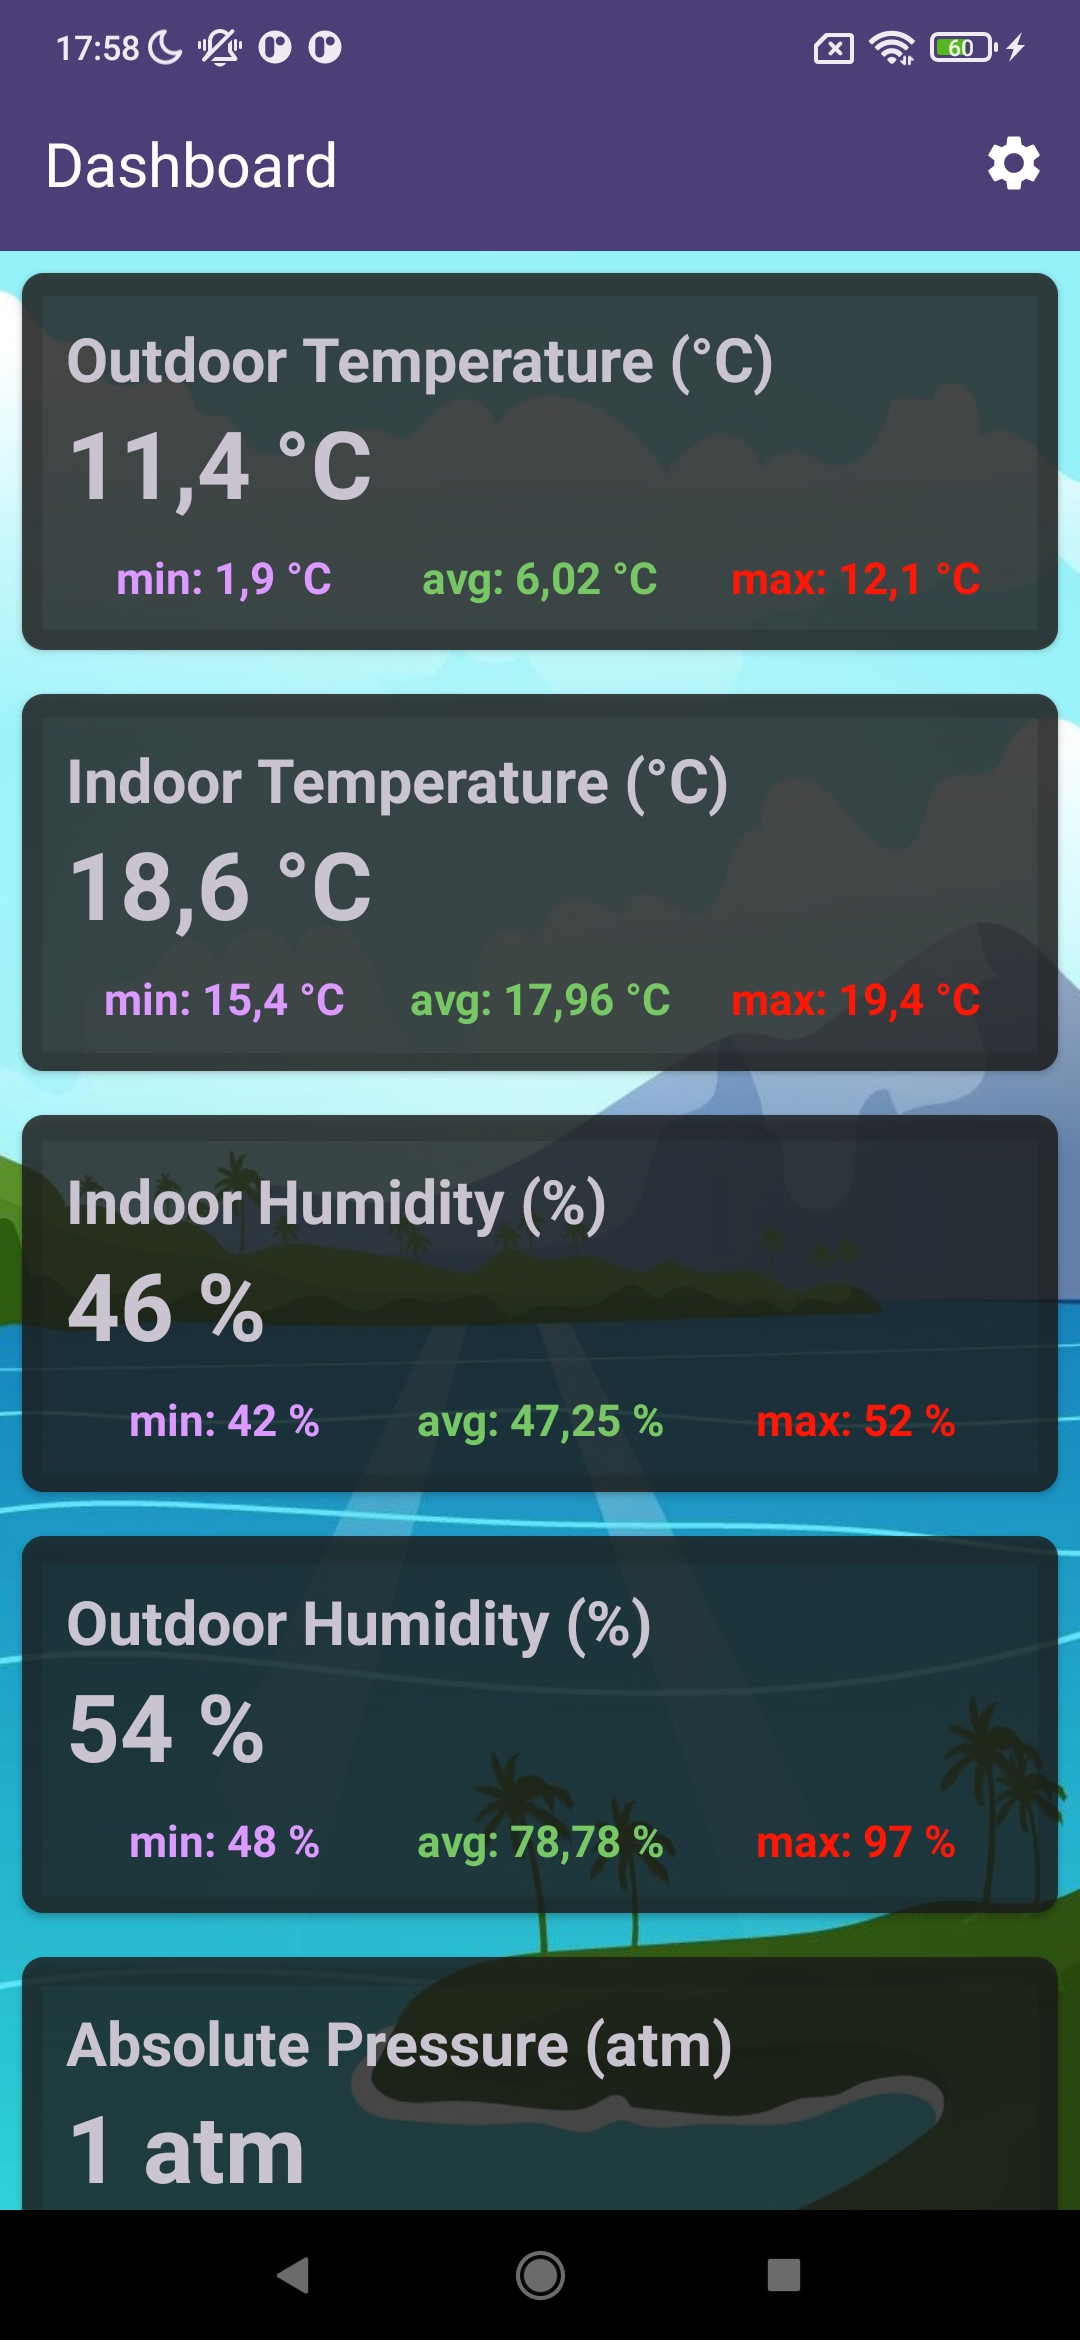 17:58 60
Dashboard
Outdoor Temperature (°C)
11,4 °C
min: 1,9 °C avg: 6,02 °C max: 12,1 °C
Indoor Temperature (°C)
18,6 °C
min: 15,4 °C avg: 17,96 °C max: 19,4 °C
Indoor Humidity (%)
46 %
min: 42 % avg: 47,25 % max: 52 %
Outdoor Humidity (%)
54 %
min: 48 % avg: 78,78 % max: 97 %
Absolute Pressure (atm)
1 atm